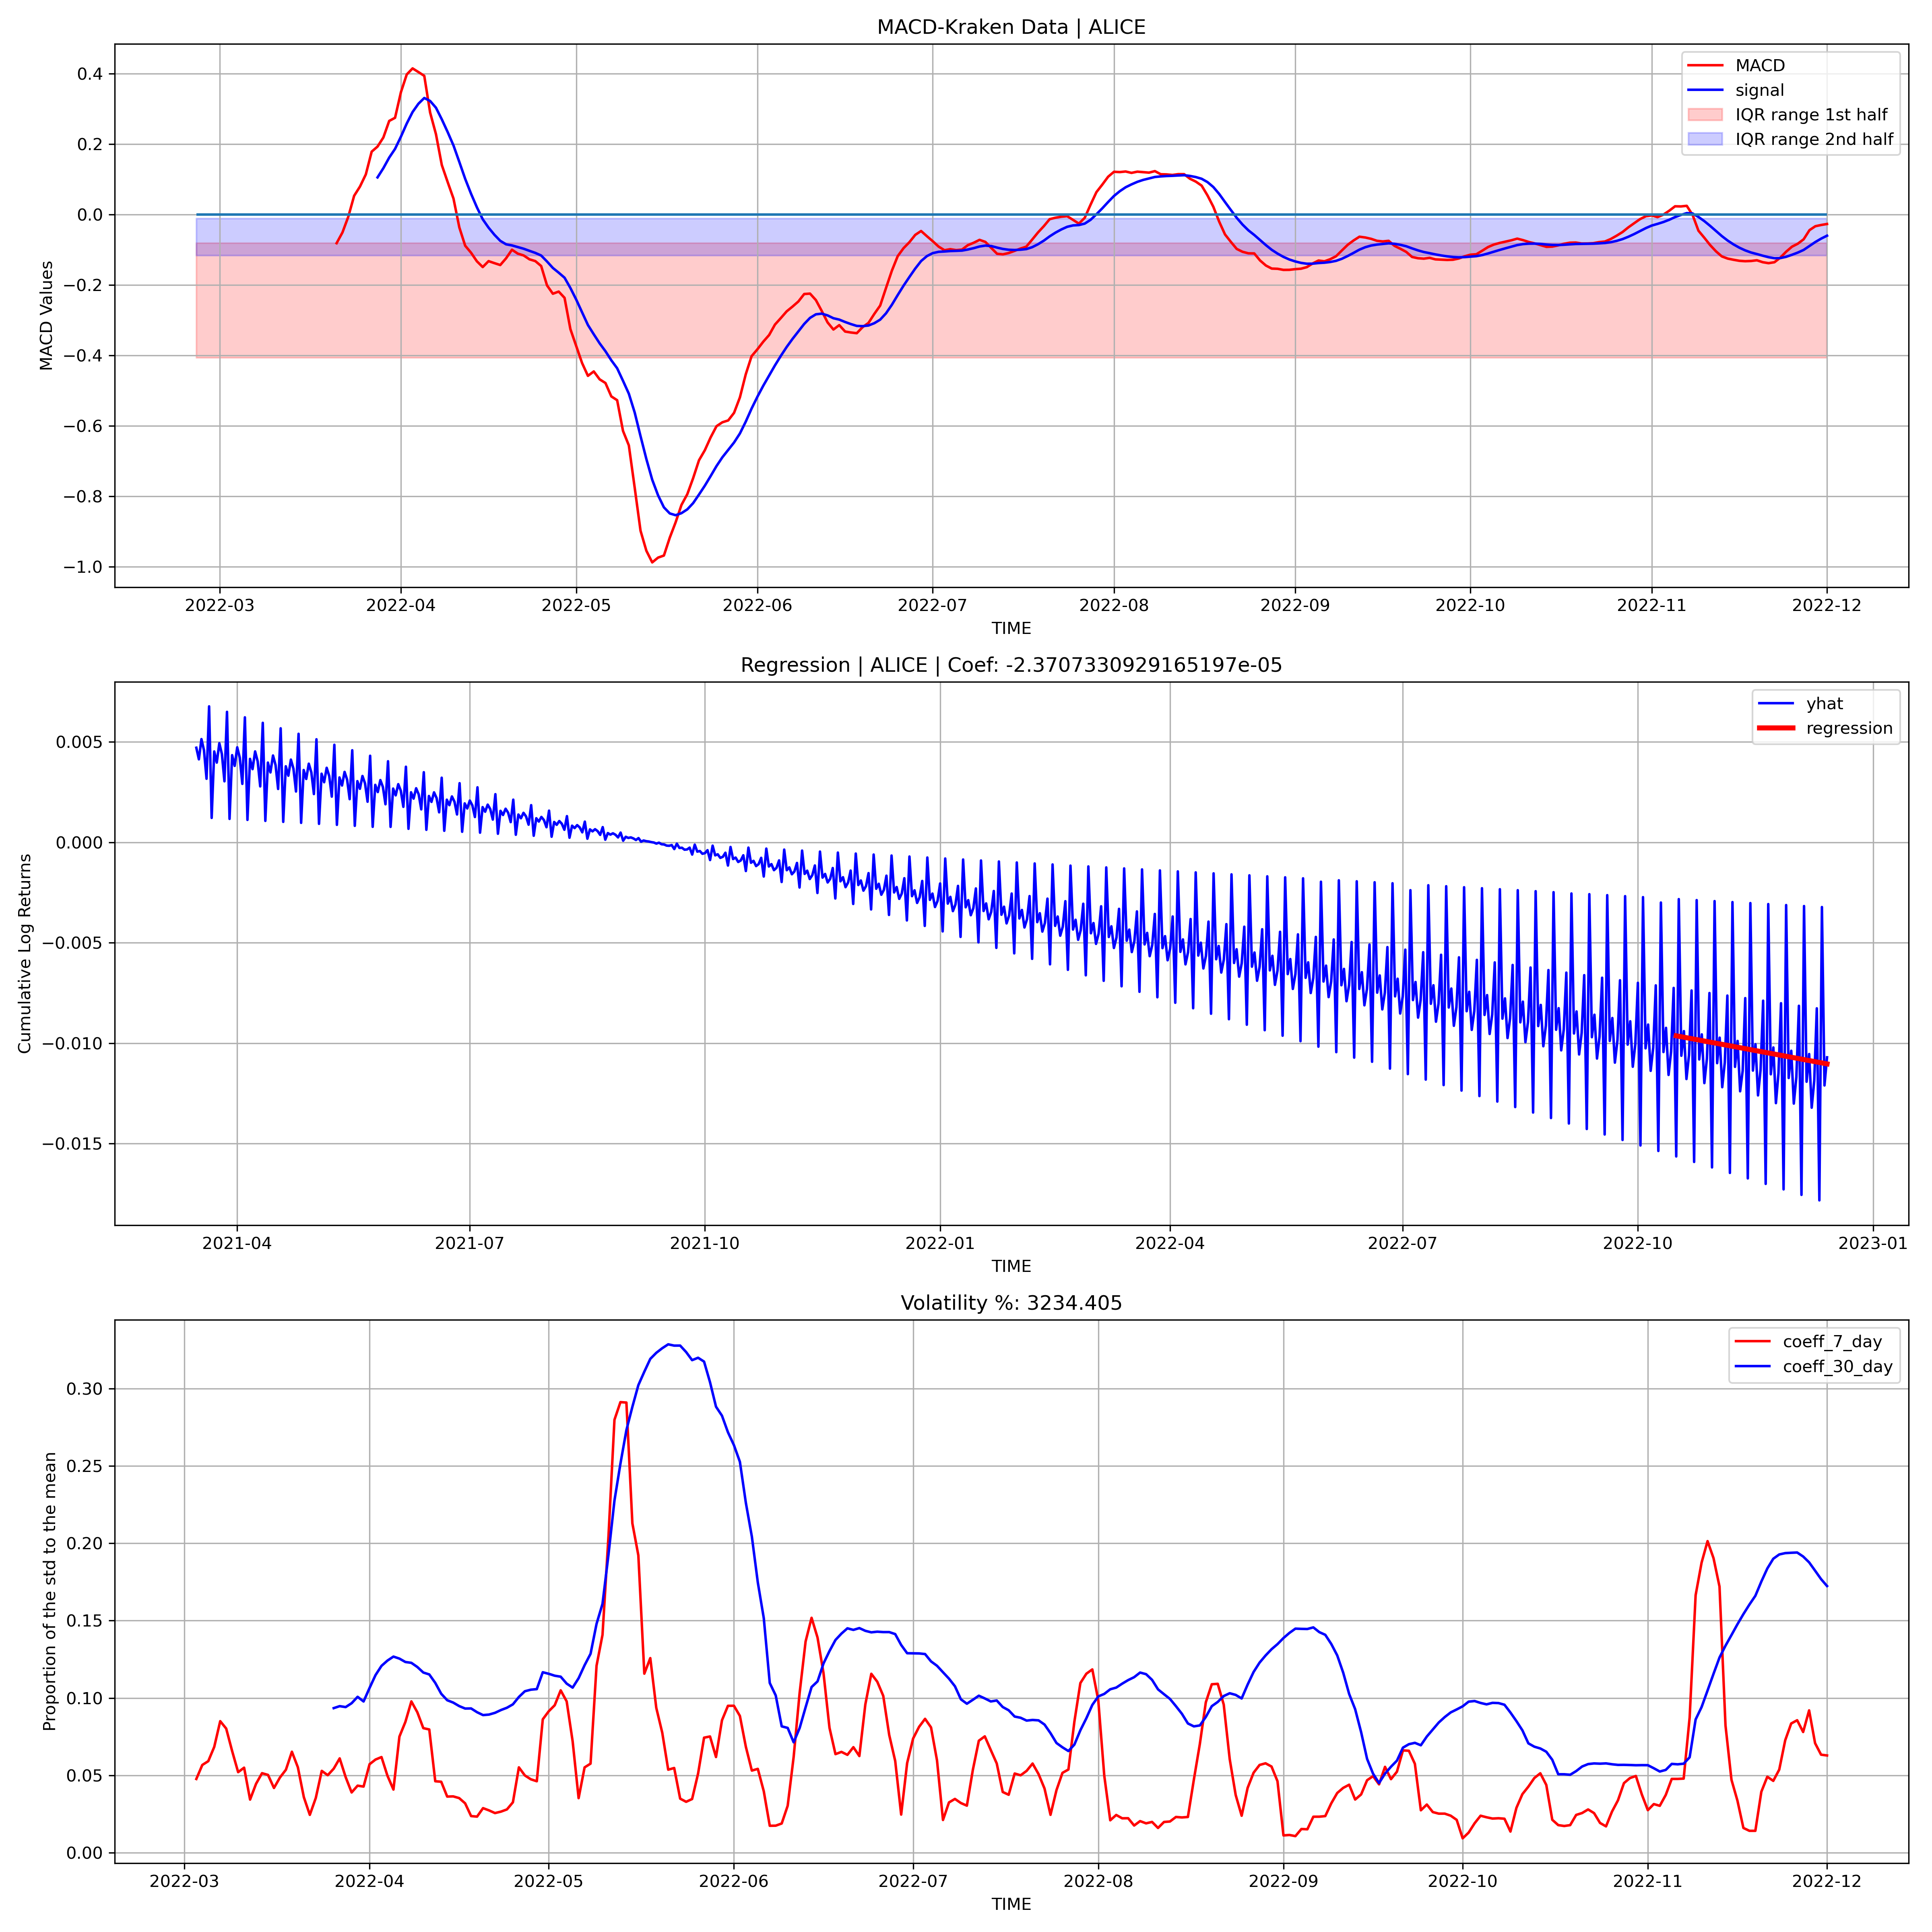 MACD-Kraken Data | ALICE
MACD
signal
IQR range 1st half
IQR range 2nd half
MACD Values
0.4
0.2
0.0
−0.2
−0.4
−0.6
−0.8
−1.0
2022-03 2022-04 2022-05 2022-06 2022-07 2022-08 2022-09 2022-10 2022-11 2022-12
TIME
Regression | ALICE | Coef: -2.3707330929165197e-05
yhat
regression
Cumulative Log Returns
0.005
0.000
−0.005
−0.010
−0.015
2021-04 2021-07 2021-10 2022-01 2022-04 2022-07 2022-10 2023-01
TIME
Volatility %: 3234.405
coeff_7_day
coeff_30_day
Proportion of the std to the mean
0.30
0.25
0.20
0.15
0.10
0.05
0.00
2022-03 2022-04 2022-05 2022-06 2022-07 2022-08 2022-09 2022-10 2022-11 2022-12
TIME